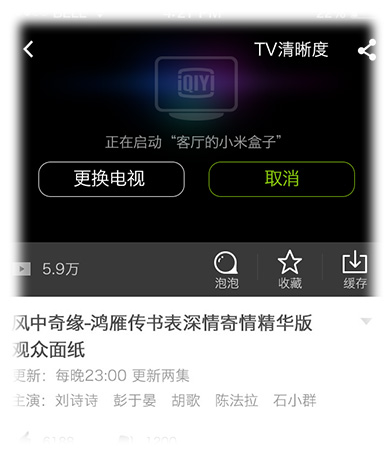 TV清晰度
iQIYI
正在启动“客厅的小米盒子”
更换电视 取消
5.9万 泡泡 收藏 缓存
风中奇缘-鸿雁传书表深情寄情精华版
观众面纸
更新：每晚23:00 更新两集
主演：刘诗诗 彭于晏 胡歌 陈法拉 石小群